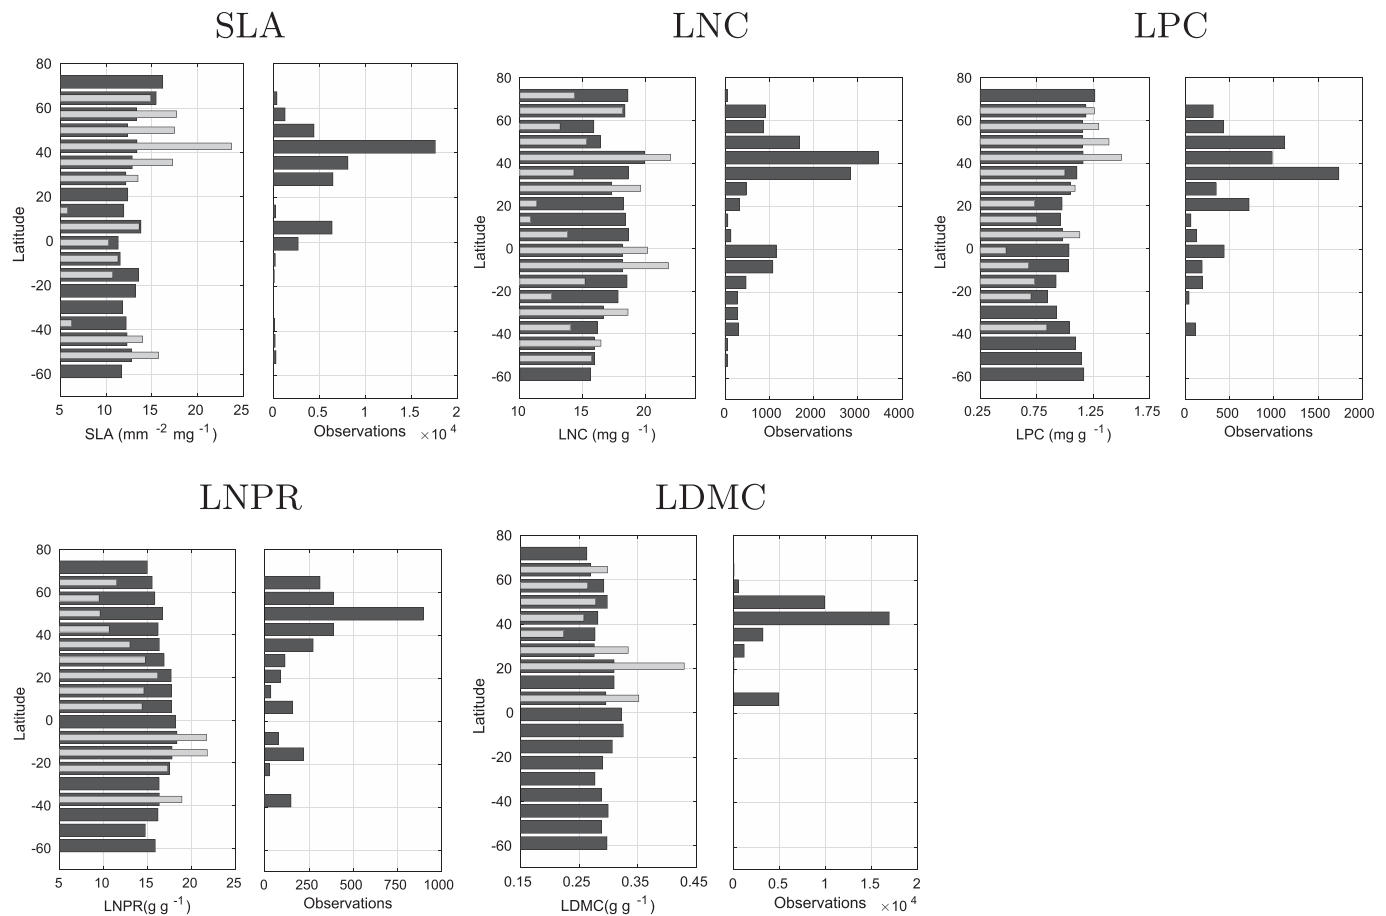 SLA
LNC
LPC
80
60
40
20
0
-20
-40
-60
Latitude
5 10 15 20 25
SLA (mm -2 mg -1)
0 0.5 1 1.5 2
Observations ×10 4
80
60
40
20
0
-20
-40
-60
Latitude
10 15 20
LNC (mg g -1)
0 1000 2000 3000 4000
Observations
80
60
40
20
0
-20
-40
-60
Latitude
0.25 0.75 1.25 1.75
LPC (mg g -1)
0 500 1000 1500 2000
Observations
LNPR
LDMC
80
60
40
20
0
-20
-40
-60
Latitude
5 10 15 20 25
LNPR(g g -1)
0 250 500 750 1000
Observations
80
60
40
20
0
-20
-40
-60
Latitude
0.15 0.25 0.35 0.45
LDMC(g g -1)
0 0.5 1 1.5 2
Observations ×10 4